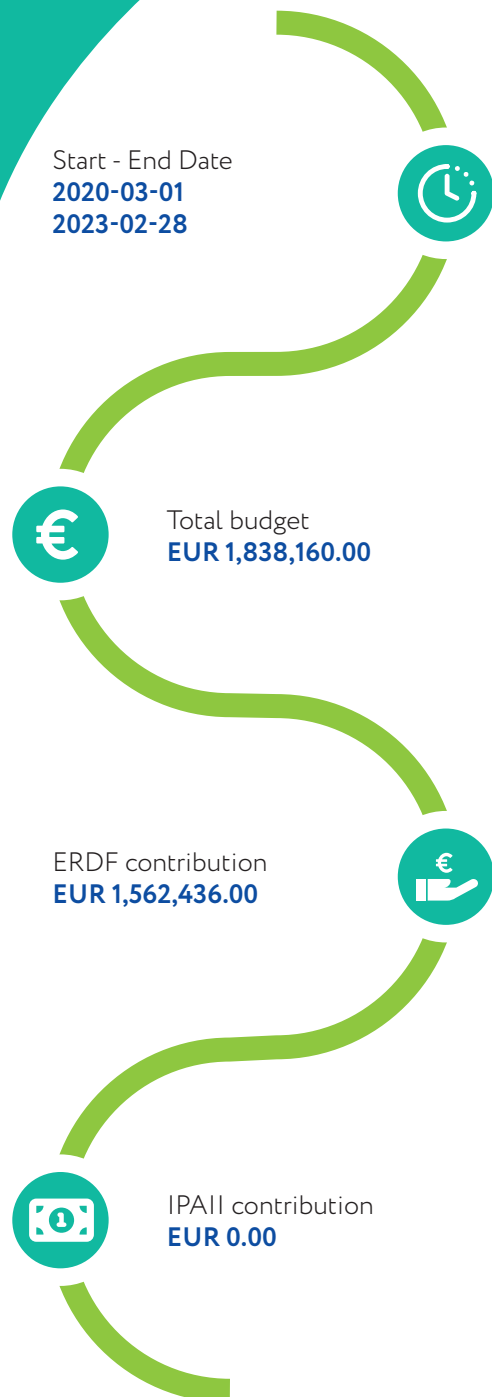 Start - End Date
2020-03-01
2023-02-28
€
Total budget
EUR 1,838,160.00
ERDF contribution
EUR 1,562,436.00
€
1
IPAII contribution
EUR 0.00